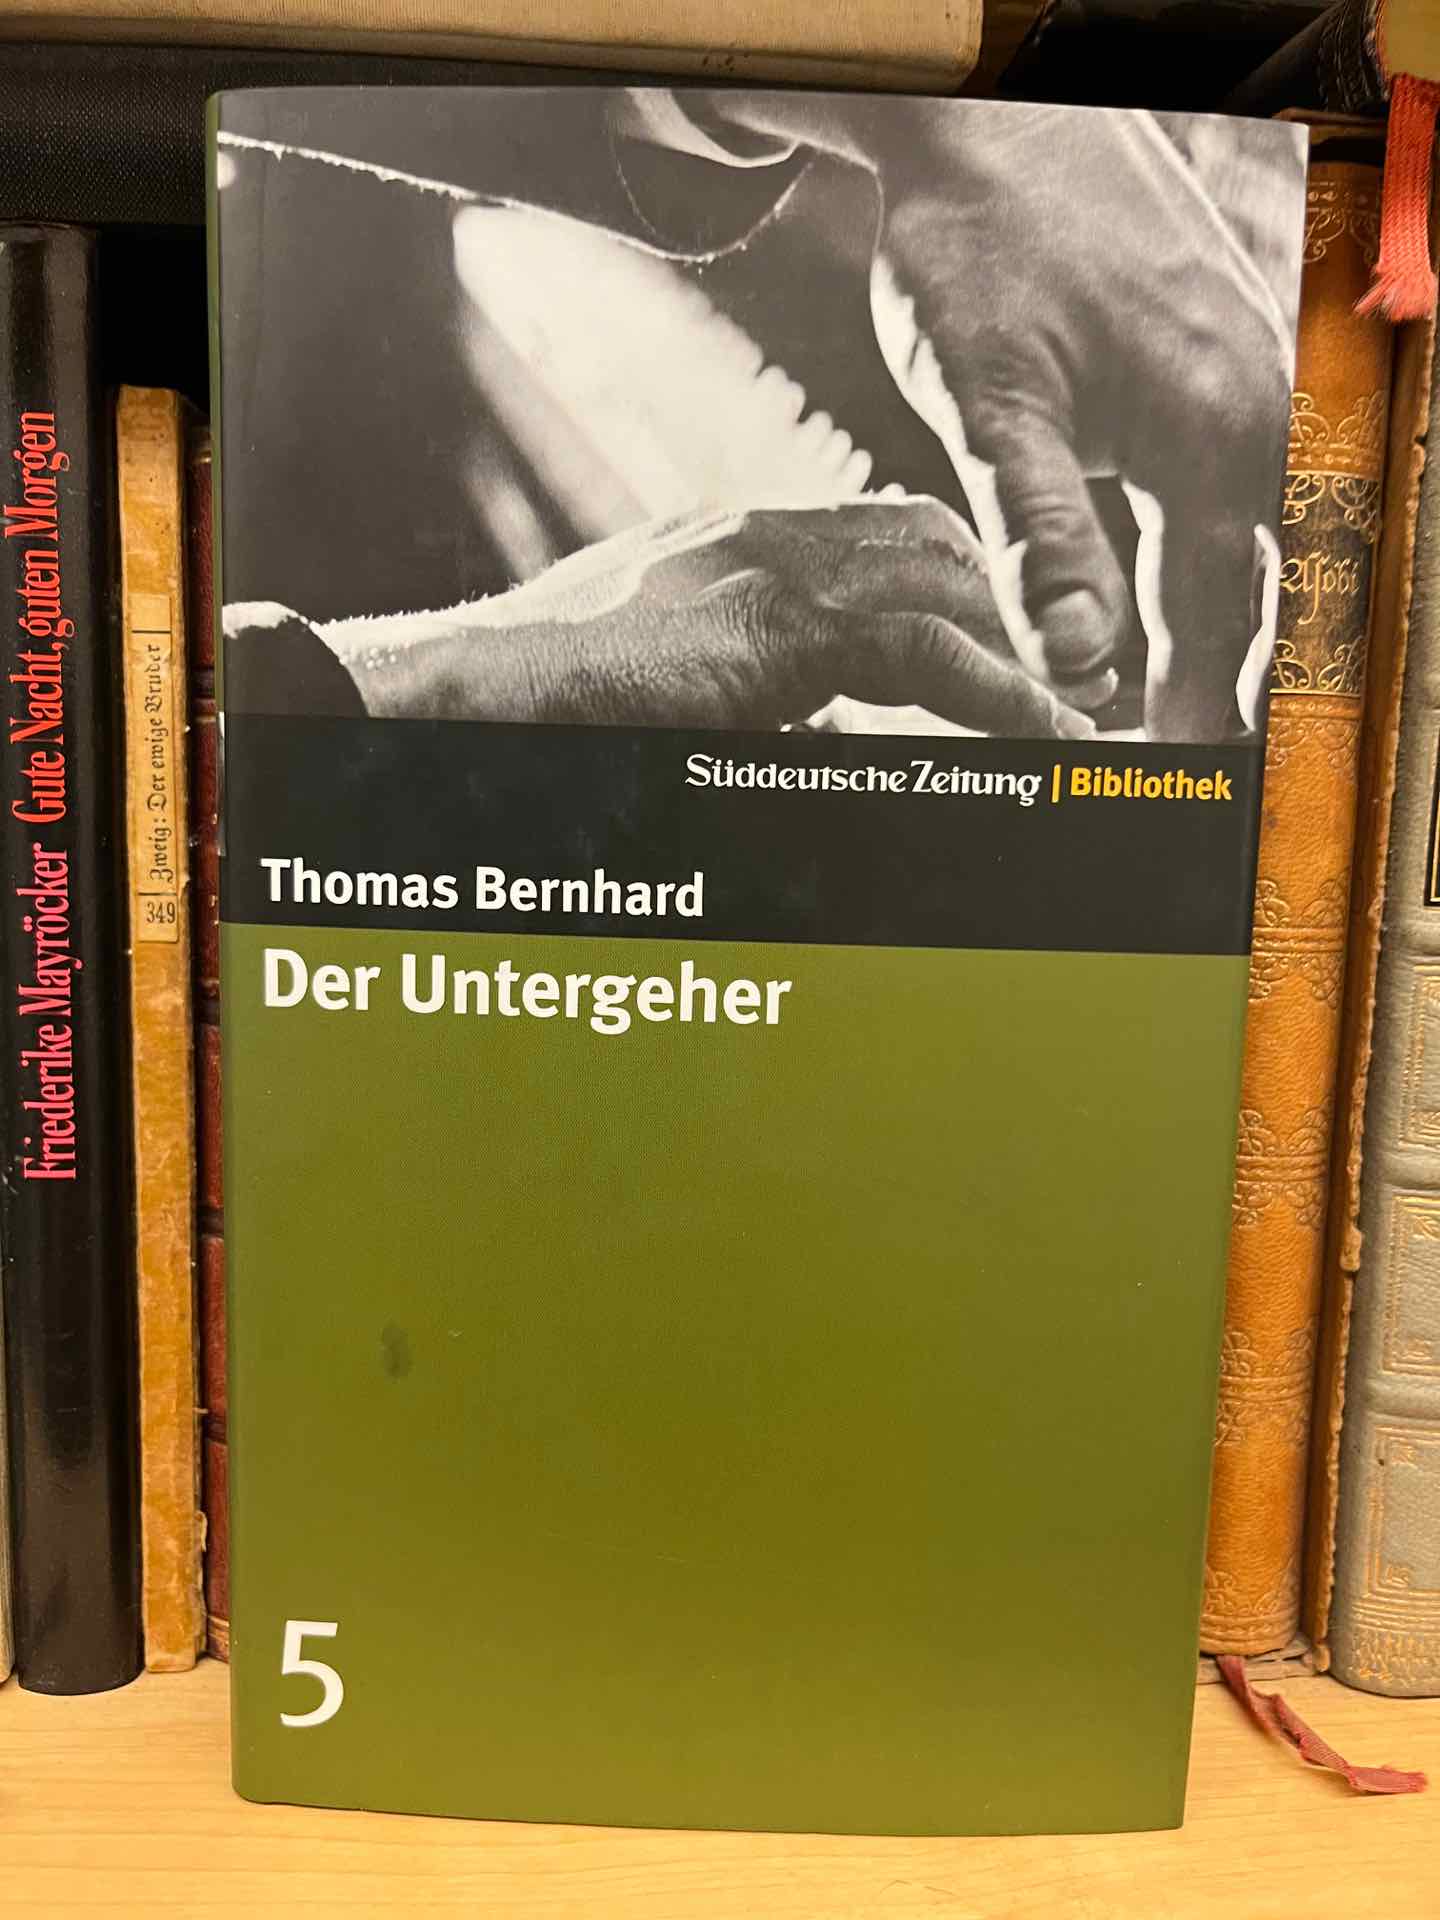 Friederike Mayröcker Gute Nacht, guten Morgen
349 | Zweig: Der ewige Bruder |
Süddeutsche Zeitung | Bibliothek
Thomas Bernhard
Der Untergeher
5